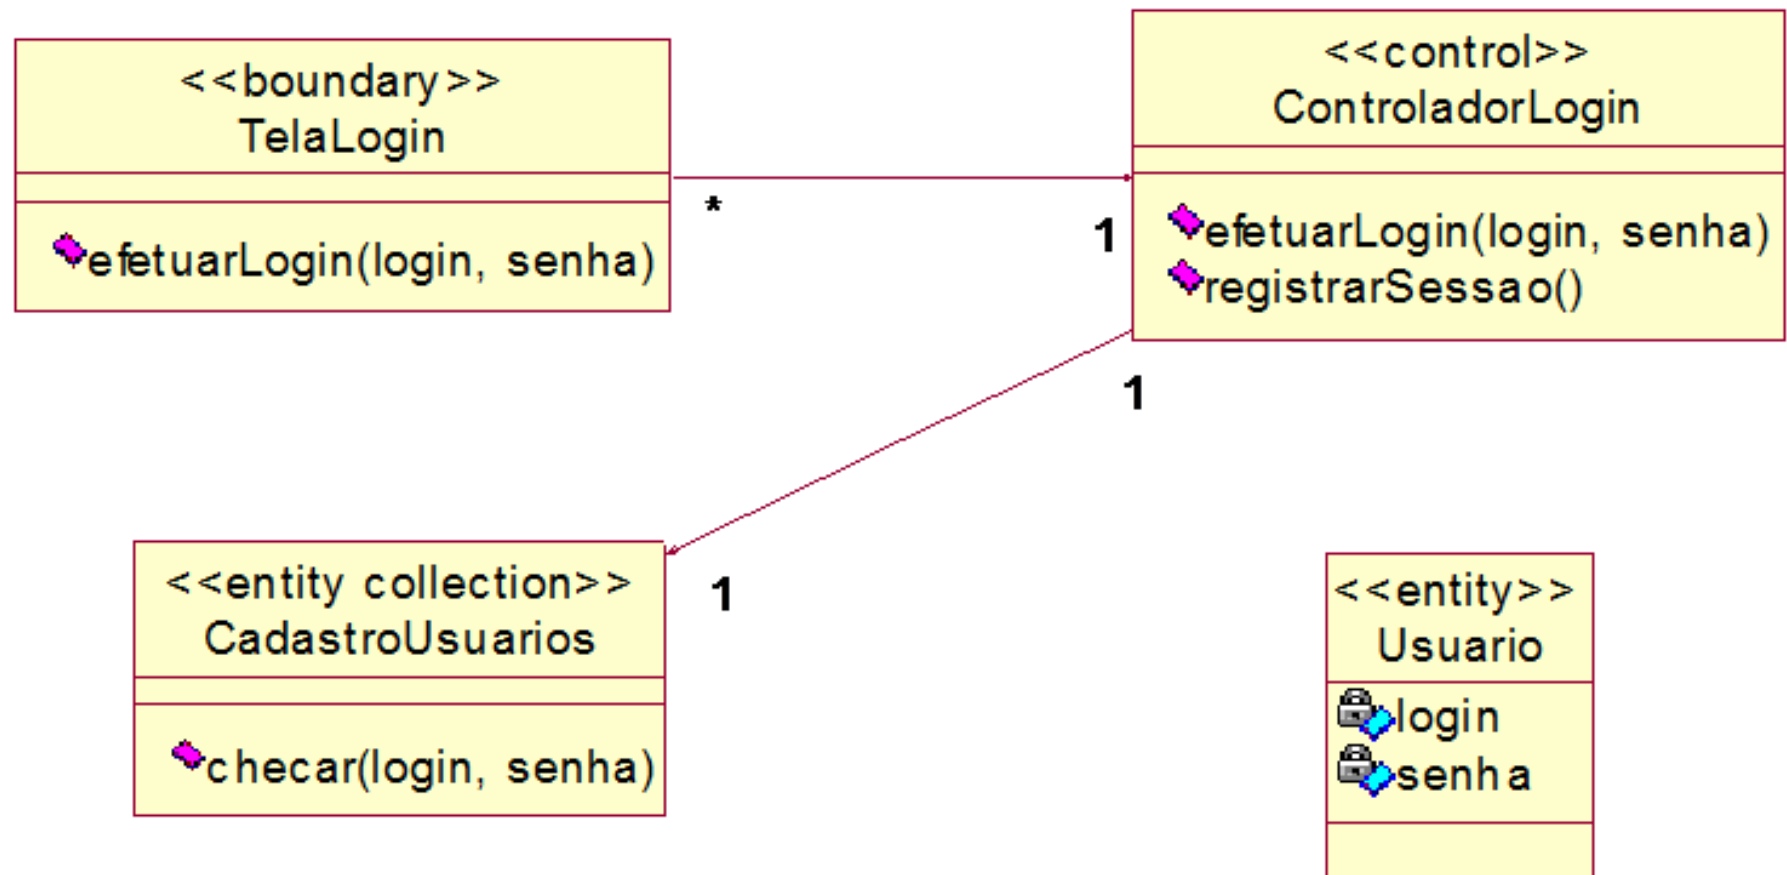 <<boundary>>
TelaLogin
efetuarLogin(login, senha)
*
1
<<control>>
ControladorLogin
efetuarLogin(login, senha)
registrarSessao()
1
1
<<entity collection>>
CadastroUsuarios
checar(login, senha)
<<entity>>
Usuario
login
senha